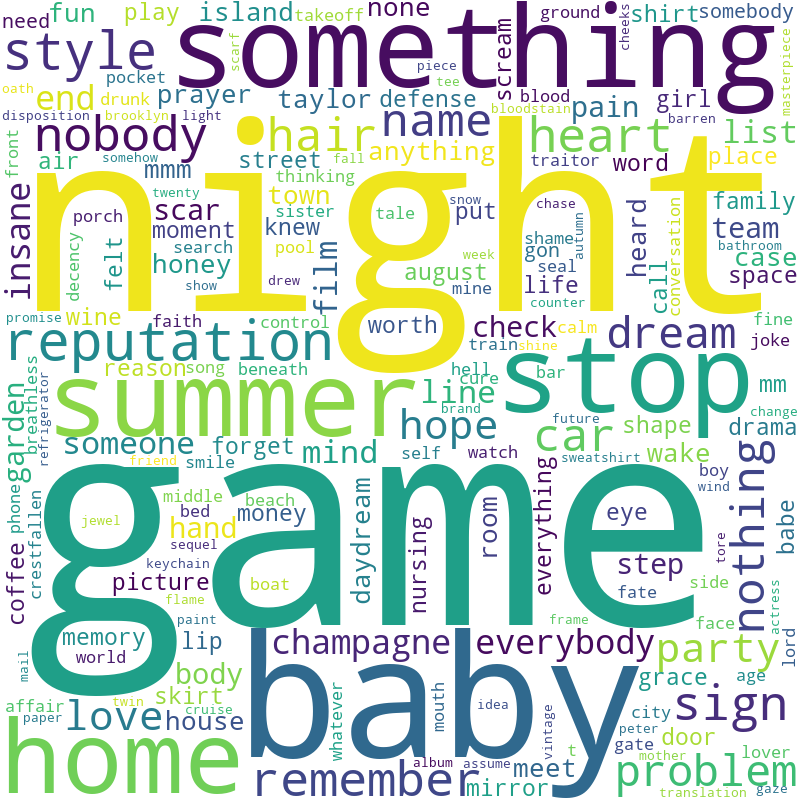 need fun play island takeoff none ground cheeks shirt somebody
style scarf something scream masterpiece
pocket piece tee
oath end drunk prayer taylor defense blood pain girl
disposition brooklyn light bloodstain barren
nobody hair name heart list
front air somehow mmm street anything traitor word place
twenty thinking fall
insane porch scar town sister tale snow put chase autumn heard conversation family
decency felt moment knew film gon shame team bathroom
search pool week seal call case
honey show drew august mine life space
night
wine counter
promise faith control worth check calm fine
reputation train shine dream joke
breathless reason song beneath hell cure bar mm
refrigerator summer line brand stop change
garden hope future car shape drama
someone forget mind self watch sweatshirt wake
friend smile boy wind
phone crestfallen middle beach daydream nursing room everything eye nothing babe
jewel hand money
coffee bed sequel step tore
picture keychain boat fate side actress
game
flame
memory paint lip frame face
world champagne everybody party lord
mail body grace age
affair twin skirt whatever mouth idea vintage sign
paper love house cruise baby t city peter door
home gate mother lover
remember album assume meet problem
mirror translation gaze